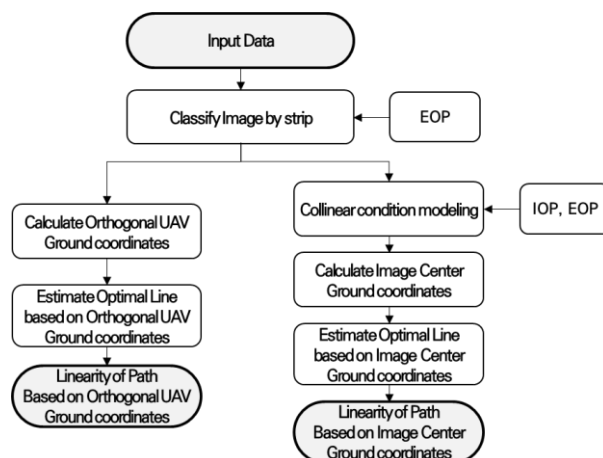 Input Data
Classify Image by strip
EOP
Calculate Orthogonal UAV
Ground coordinates
Estimate Optimal Line
based on Orthogonal UAV
Ground coordinates
Linearity of Path
Based on Orthogonal UAV
Ground coordinates
Collinear condition modeling
IOP, EOP
Calculate Image Center
Ground coordinates
Estimate Optimal Line
based on Image Center
Ground coordinates
Linearity of Path
Based on Image Center
Ground coordinates